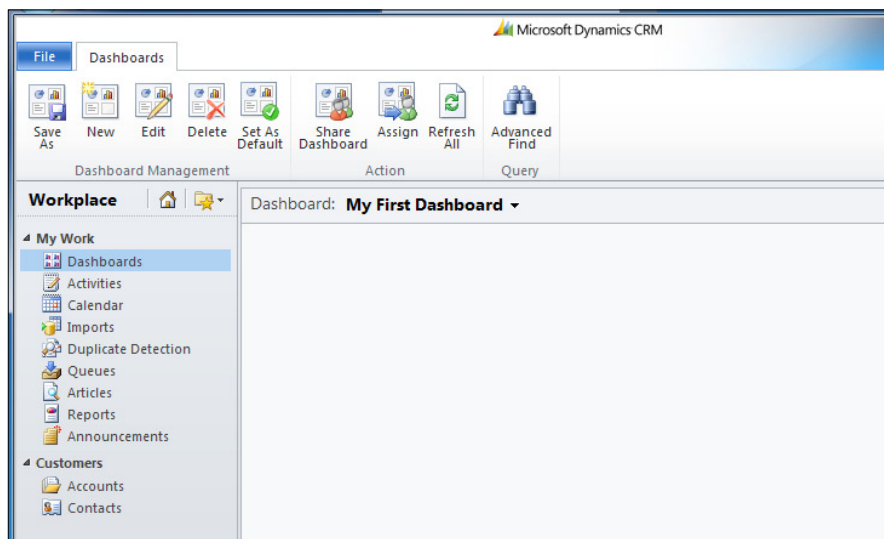 Microsoft Dynamics CRM
File Dashboards
Save As New Edit Delete Set As Default Share Dashboard Assign Refresh All Advanced Find
Dashboard Management Action Query
Workplace
Dashboard: My First Dashboard
My Work
Dashboards
Activities
Calendar
Imports
Duplicate Detection
Queues
Articles
Reports
Announcements
Customers
Accounts
Contacts